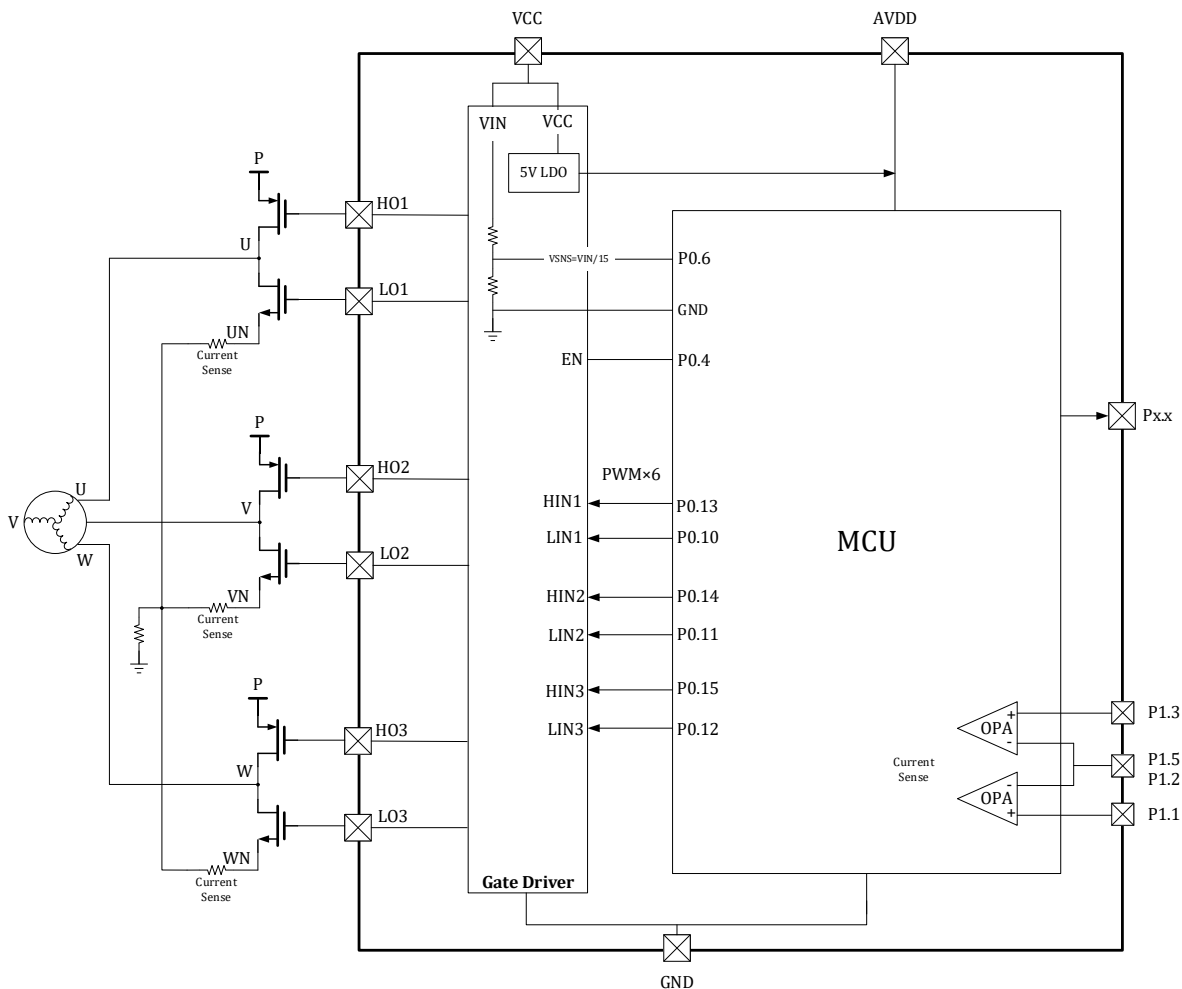 VCC
AVDD
VIN
VCC
5V LDO
P
HO1
U
VSNS=VIN/15
P0.6
LO1
GND
UN
Current
Sense
EN
P0.4
Px.x
P
HO2
PWM×6
HIN1
P0.13
U
V
V
LIN1
P0.10
MCU
W
LO2
VN
Current
Sense
HIN2
P0.14
LIN2
P0.11
P
HIN3
P0.15
HO3
LIN3
P0.12
W
+
OPA
-
P1.3
Current
Sense
P1.5
P1.2
-
OPA
+
P1.1
LO3
WN
Current
Sense
Gate Driver
GND